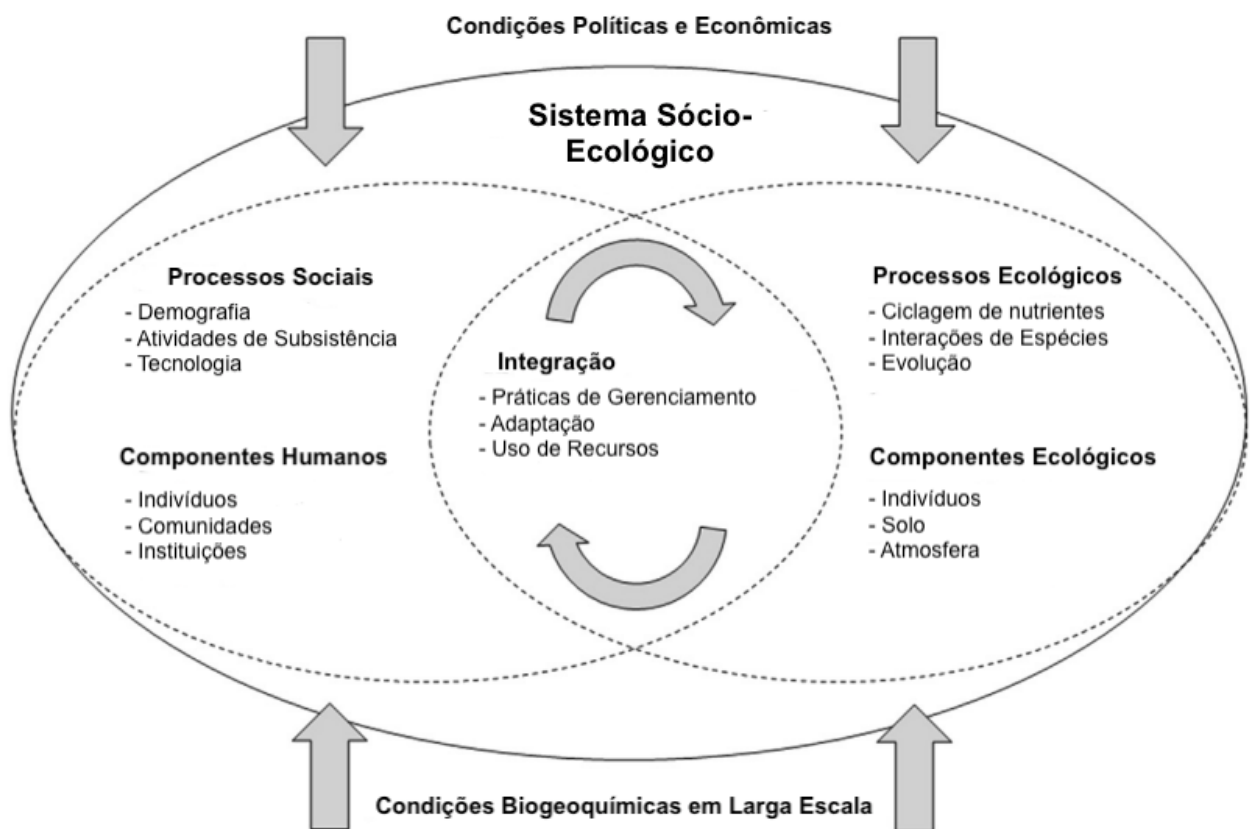 Condições Políticas e Econômicas
Sistema Sócio-
Ecológico
Processos Sociais
- Demografia
- Atividades de Subsistência
- Tecnologia
Componentes Humanos
- Indivíduos
- Comunidades
- Instituições
Integração
- Práticas de Gerenciamento
- Adaptação
- Uso de Recursos
Processos Ecológicos
- Ciclagem de nutrientes
- Interações de Espécies
- Evolução
Componentes Ecológicos
- Indivíduos
- Solo
- Atmosfera
Condições Biogeoquímicas em Larga Escala